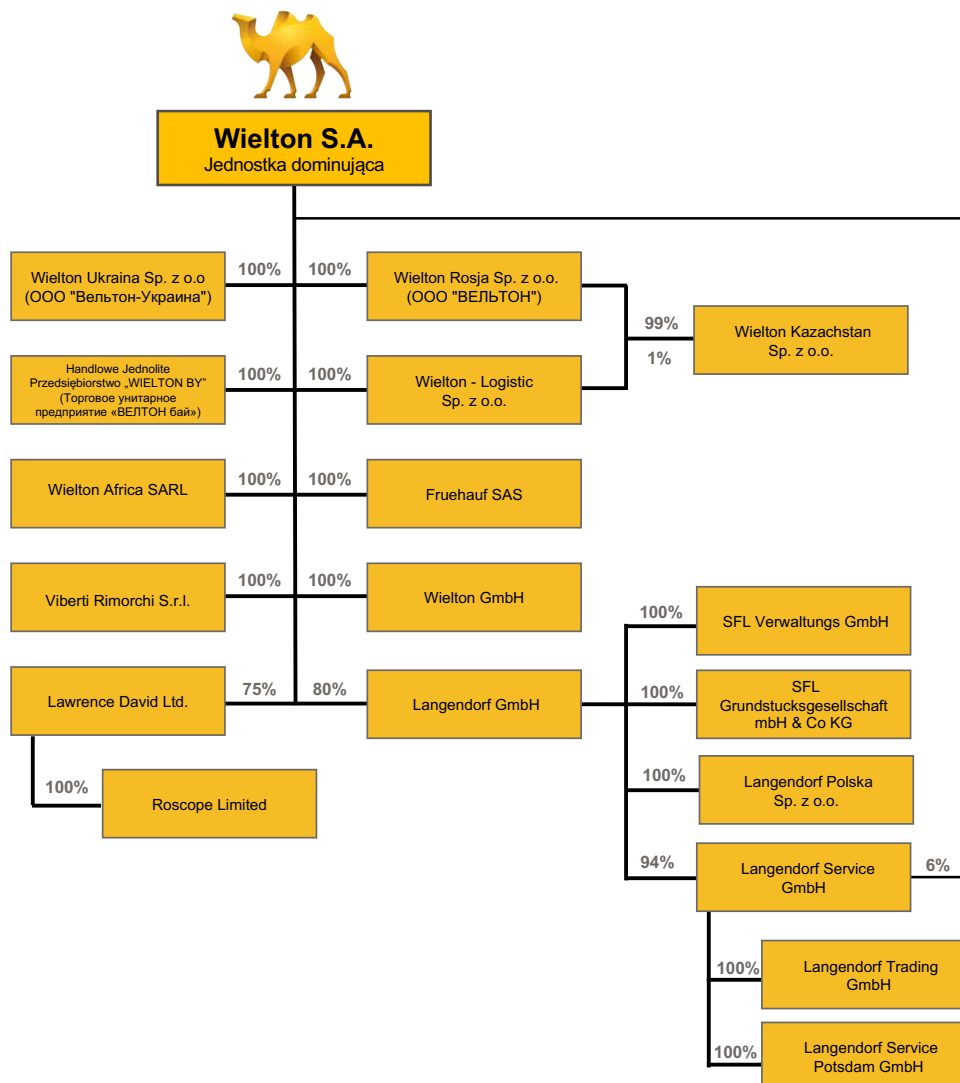 Wielton S.A.
Jednostka dominująca
Wielton Ukraina Sp. z o.o
(ООО "Вельтон-Украина")
100%
100%
Wielton Rosja Sp. z o.o.
(ООО "ВЕЛЬТОН")
99%
1%
Wielton Kazachstan
Sp. z o.o.
Handlowe Jednolite
Przedsiębiorstwo „WIELTON BY”
(Торговое унитарное
предприятие «ВЕЛТОН бай»)
100%
100%
Wielton - Logistic
Sp. z o.o.
Wielton Africa SARL
100%
100%
Fruehauf SAS
Viberti Rimorchi S.r.l.
100%
100%
Wielton GmbH
100%
SFL Verwaltungs GmbH
Lawrence David Ltd.
75%
80%
Langendorf GmbH
100%
SFL
Grundstucksgesellschaft
mbH & Co KG
100%
Roscope Limited
100%
Langendorf Polska
Sp. z o.o.
94%
Langendorf Service
GmbH
6%
100%
Langendorf Trading
GmbH
100%
Langendorf Service
Potsdam GmbH